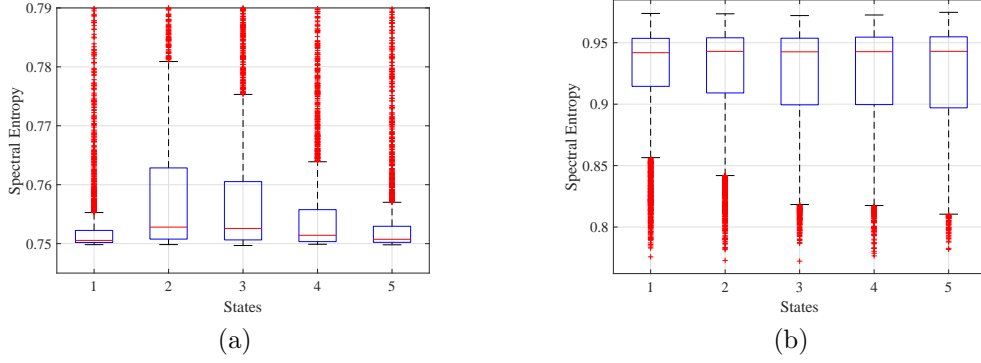 0.79
0.78
0.77
0.76
0.75
Spectral Entropy
1 2 3 4 5
States
(a)
0.95
0.9
0.85
0.8
Spectral Entropy
1 2 3 4 5
States
(b)